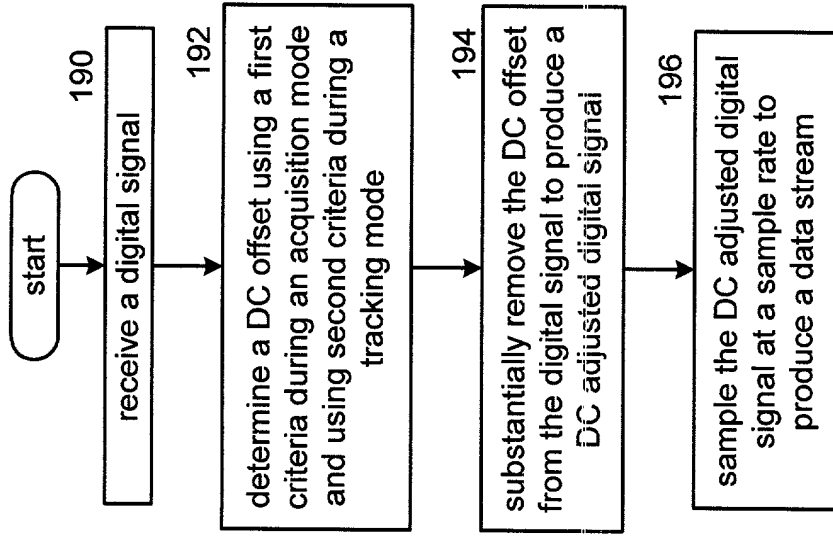 start
190
receive a digital signal
192
determine a DC offset using a first
criteria during an acquisition mode
and using second criteria during a
tracking mode
194
substantially remove the DC offset
from the digital signal to produce a
DC adjusted digital signal
196
sample the DC adjusted digital
signal at a sample rate to
produce a data stream